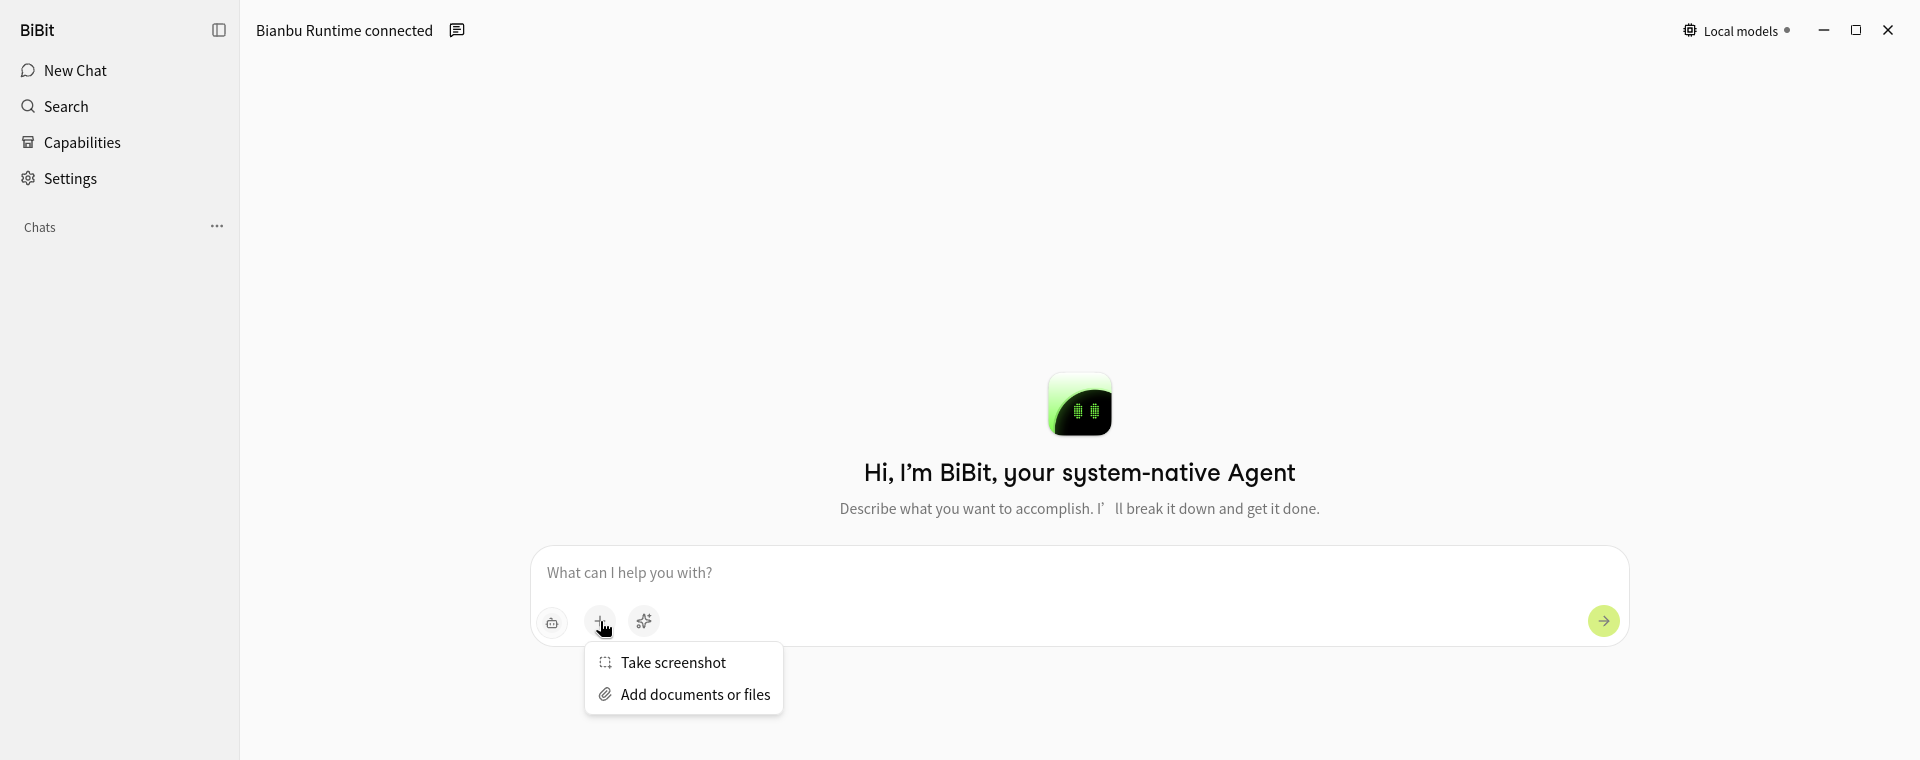 BiBit
New Chat
Search
Capabilities
Settings
Chats
Bianbu Runtime connected
Local models
Hi, I’m BiBit, your system-native Agent
Describe what you want to accomplish. I’ll break it down and get it done.
What can I help you with?
Take screenshot
Add documents or files